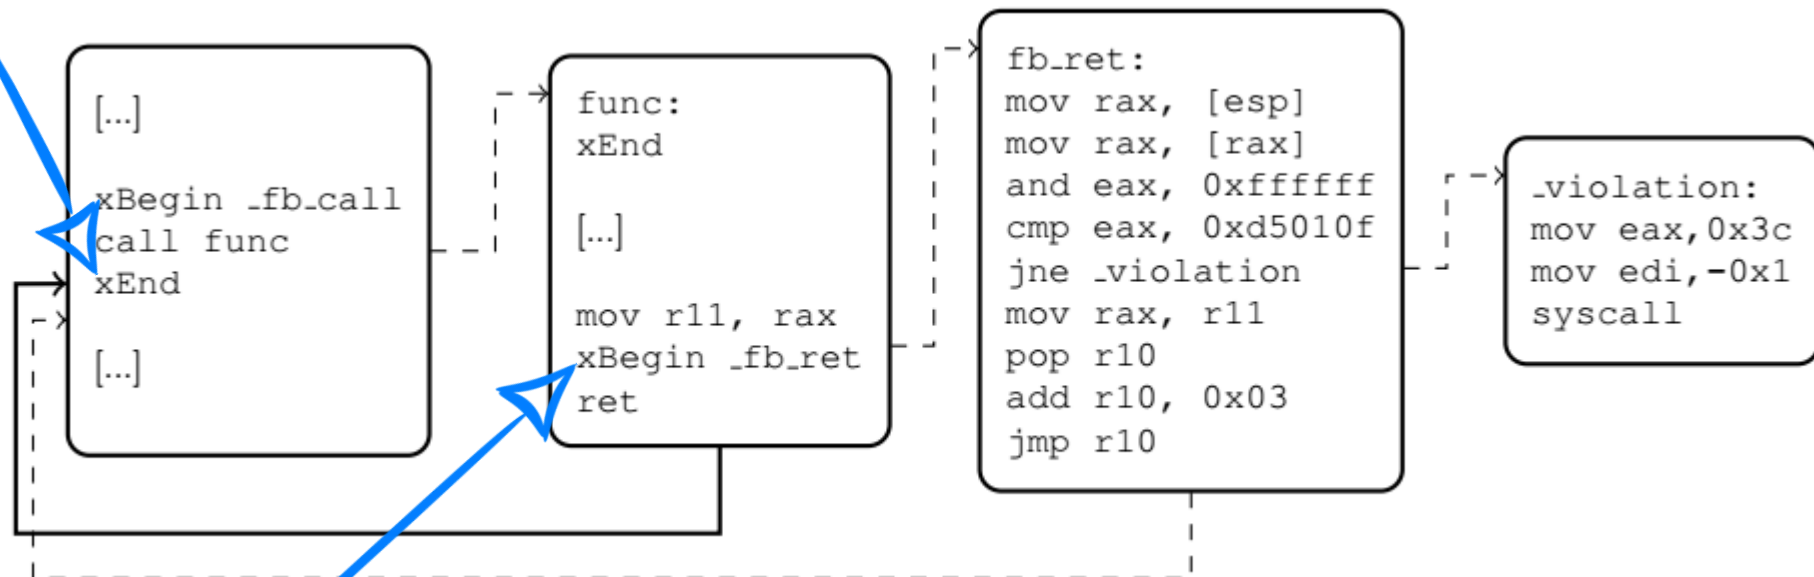 [...]
xBegin _fb_call
call func
xEnd
[...]
func:
xEnd
[...]
mov r11, rax
xBegin _fb_ret
ret
fb_ret:
mov rax, [esp]
mov rax, [rax]
and eax, 0xffffff
cmp eax, 0xd5010f
jne _violation
mov rax, r11
pop r10
add r10, 0x03
jmp r10
_violation:
mov eax,0x3c
mov edi,-0x1
syscall